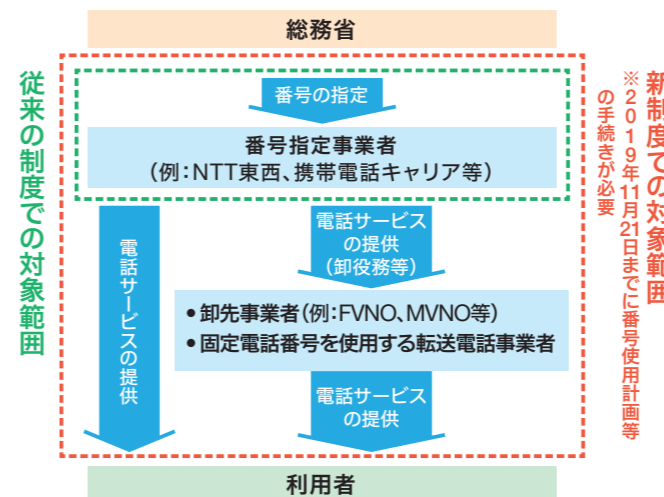 総務省
従来の制度での対象範囲
新制度での対象範囲
※2019年11月21日までに番号使用計画等
の手続きが必要
番号の指定
番号指定事業者
（例：NTT東西、携帯電話キャリア等）
電話サービスの提供
電話サービス
の提供
（卸役務等）
●卸先事業者（例：FVNO、MVNO等）
●固定電話番号を使用する転送電話事業者
電話サービス
の提供
利用者